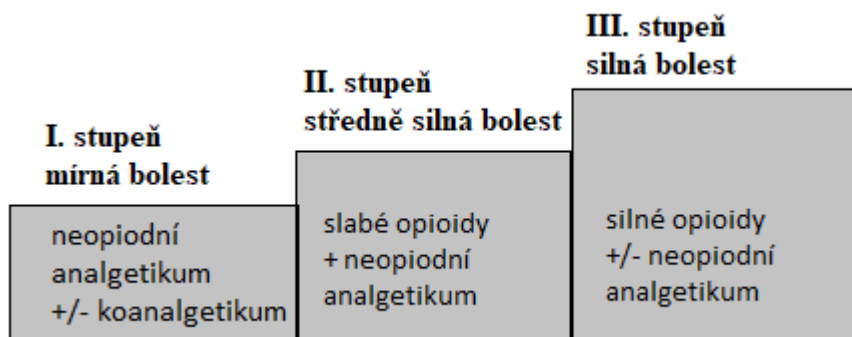 I. stupeň
mírná bolest
neopiodní
analgetikum
+/- koanalgetikum
II. stupeň
středně silná bolest
slabé opioidy
+ neopiodní
analgetikum
III. stupeň
silná bolest
silné opioidy
+/- neopiodní
analgetikum